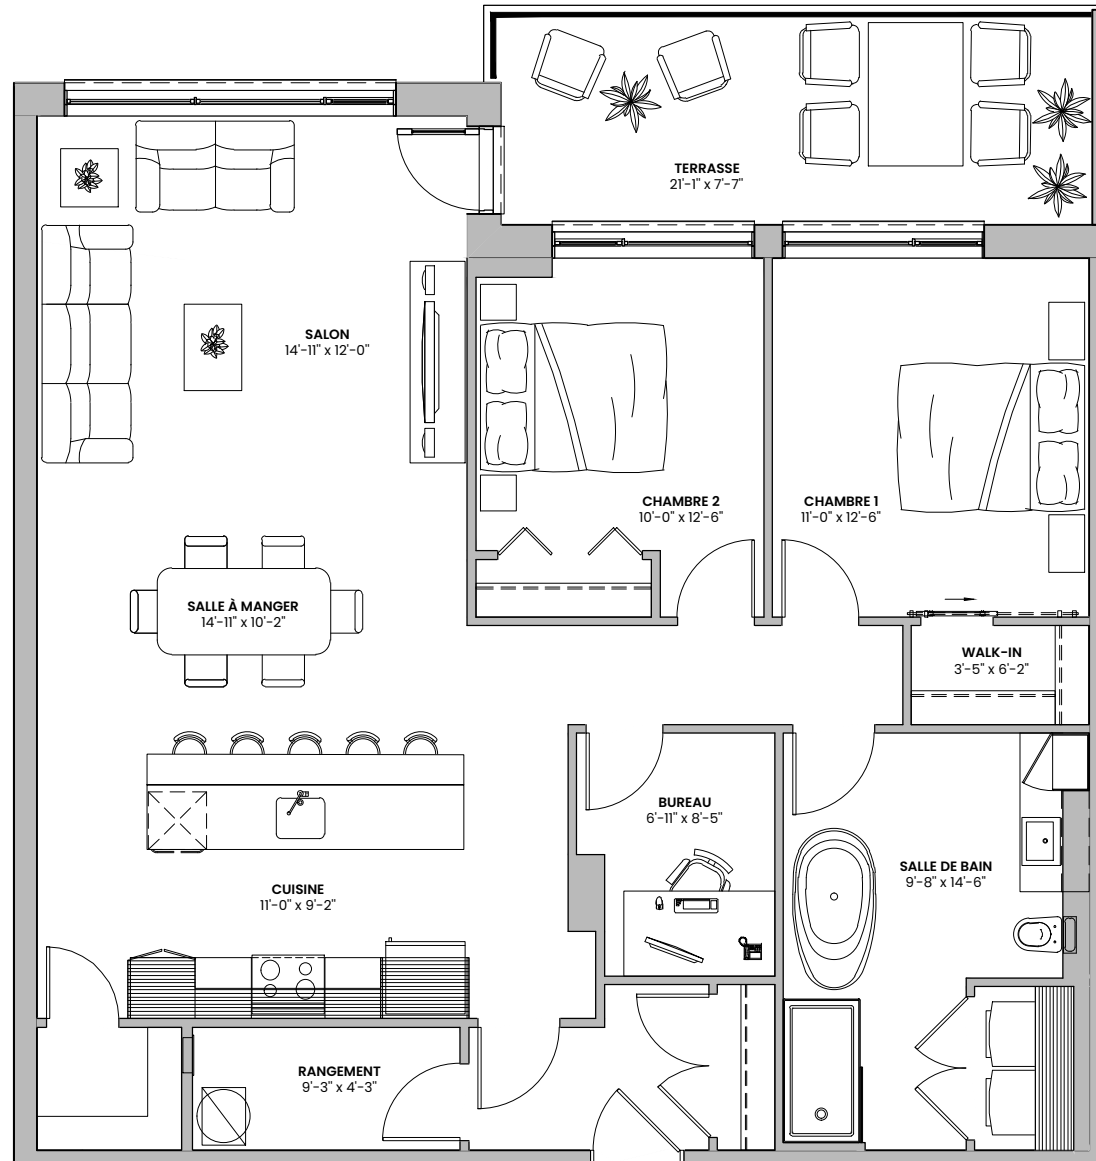 TERRASSE
21'-1" x 7'-7"
SALON
14'-11" x 12'-0"
CHAMBRE 2
10'-0" x 12'-6"
CHAMBRE 1
11'-0" x 12'-6"
SALLE À MANGER
14'-11" x 10'-2"
WALK-IN
3'-5" x 6'-2"
BUREAU
6'-11" x 8'-5"
SALLE DE BAIN
9'-8" x 14'-6"
CUISINE
11'-0" x 9'-2"
RANGEMENT
9'-3" x 4'-3"